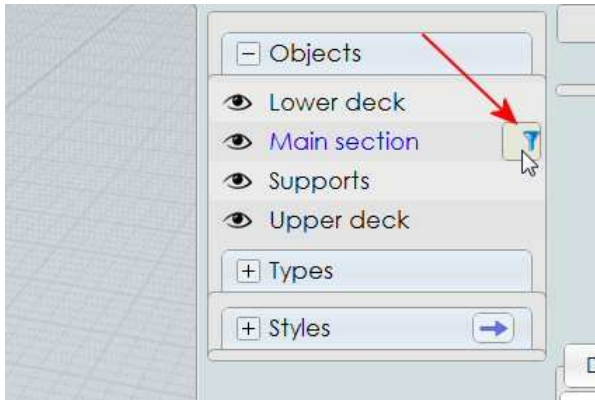 Objects
Lower deck
Main section
Supports
Upper deck
Types
Styles